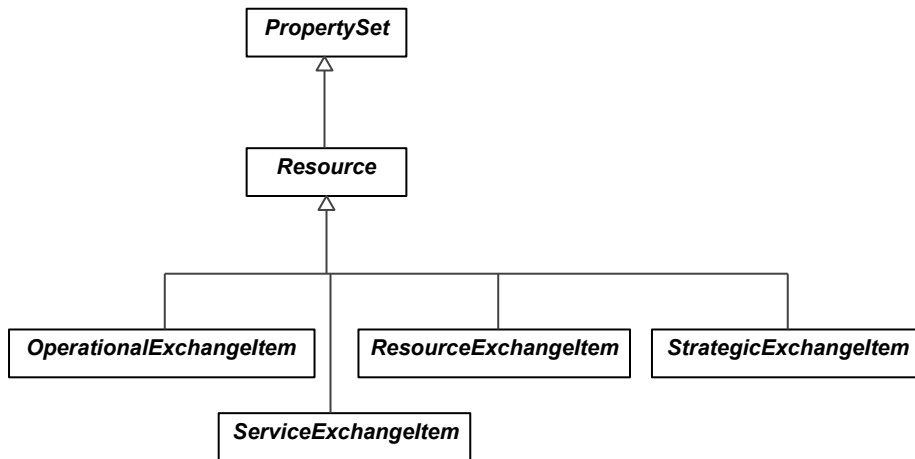 PropertySet
Resource
OperationalExchangeItem
ResourceExchangeItem
StrategicExchangeItem
ServiceExchangeItem